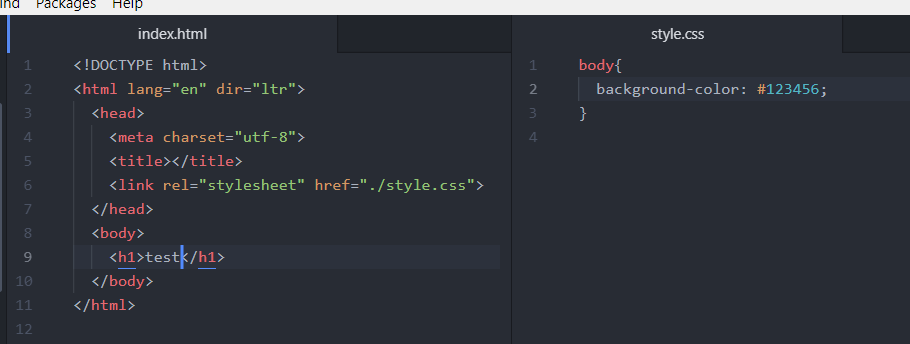 ind Packages Help
index.html
1 <!DOCTYPE html>
2 <html lang="en" dir="ltr">
3 <head>
4 <meta charset="utf-8">
5 <title></title>
6 <link rel="stylesheet" href="./style.css">
7 </head>
8 <body>
9 <h1>test</h1>
10 </body>
11 </html>
12
style.css
1 body{
2 background-color: #123456;
3 }
4